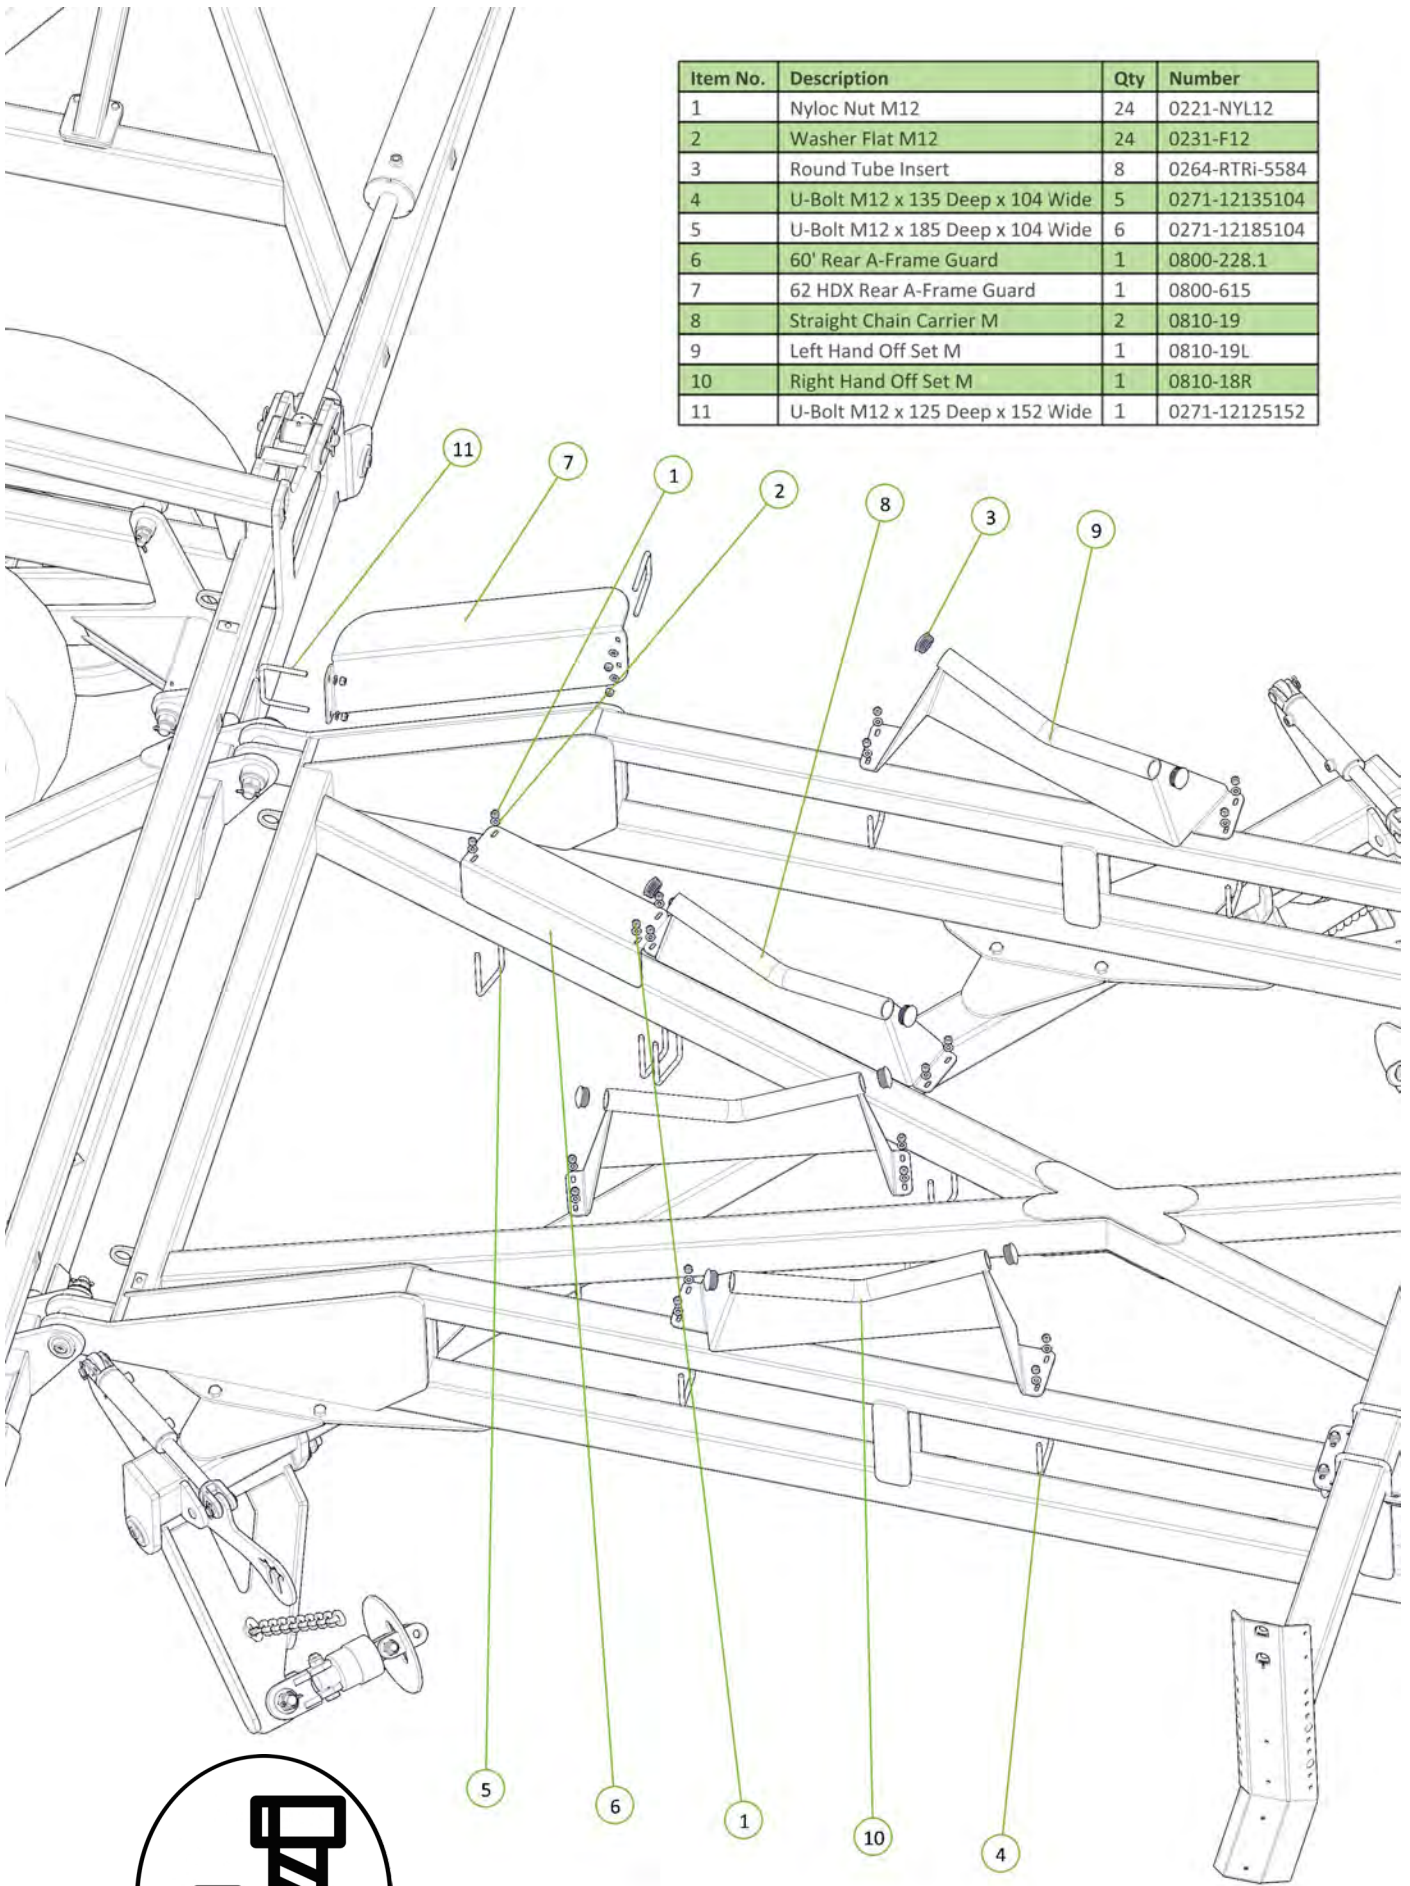 Item No. Description Qty Number
1 Nyloc Nut M12 24 0221-NYL12
2 Washer Flat M12 24 0231-F12
3 Round Tube Insert 8 0264-RTRi-5584
4 U-Bolt M12 x 135 Deep x 104 Wide 5 0271-12135104
5 U-Bolt M12 x 185 Deep x 104 Wide 6 0271-12185104
6 60' Rear A-Frame Guard 1 0800-228.1
7 62 HDX Rear A-Frame Guard 1 0800-615
8 Straight Chain Carrier M 2 0810-19
9 Left Hand Off Set M 1 0810-19L
10 Right Hand Off Set M 1 0810-18R
11 U-Bolt M12 x 125 Deep x 152 Wide 1 0271-12125152
11
7
1
2
8
3
9
5
6
1
10
4